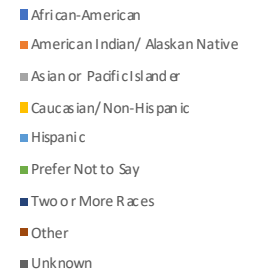 African-American
American Indian/ Alaskan Native
Asian or Pacific Islander
Caucasian/ Non-Hispanic
Hispanic
Prefer Not to Say
Two or More Races
Other
Unknown